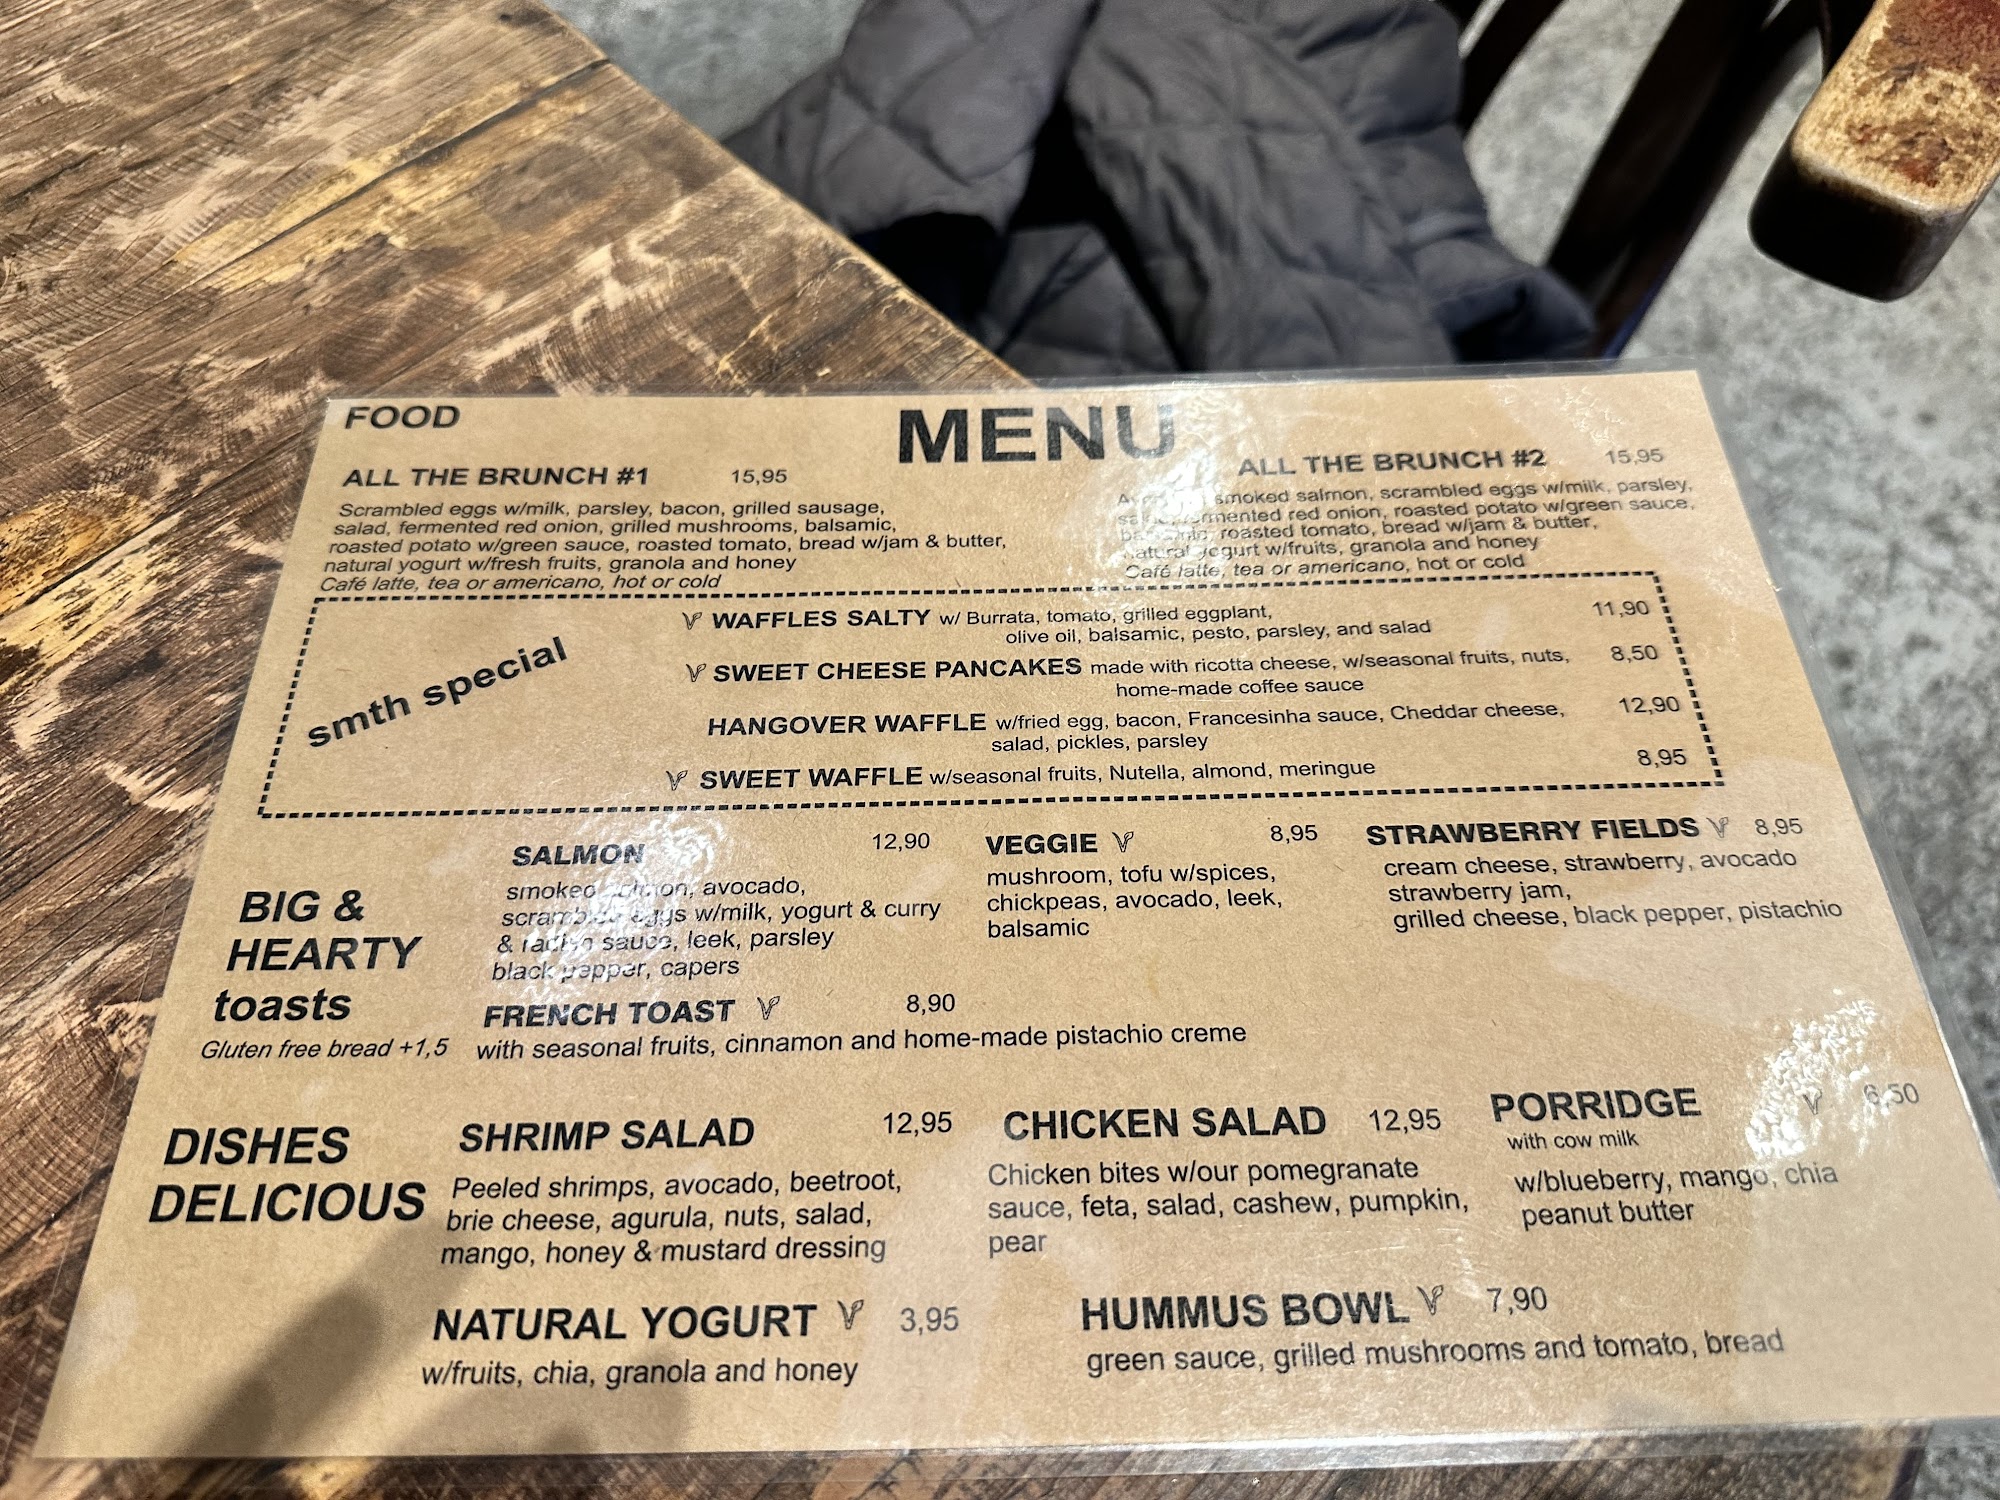 FOOD
MENU
ALL THE BRUNCH #1 15,95
Scrambled eggs w/milk, parsley, bacon, grilled sausage,
salad, fermented red onion, grilled mushrooms, balsamic,
roasted potato w/green sauce, roasted tomato, bread w/jam & butter,
natural yogurt w/fresh fruits, granola and honey
Café latte, tea or americano, hot or cold
ALL THE BRUNCH #2 15,95
smoked salmon, scrambled eggs w/milk, parsley,
fermented red onion, roasted potato w/green sauce,
balsamic, roasted tomato, bread w/jam & butter,
natural yogurt w/fruits, granola and honey
Café latte, tea or americano, hot or cold
smth special
WAFFLES SALTY w/ Burrata, tomato, grilled eggplant, 11,90
olive oil, balsamic, pesto, parsley, and salad
SWEET CHEESE PANCAKES made with ricotta cheese, w/seasonal fruits, nuts, 8,50
home-made coffee sauce
HANGOVER WAFFLE w/fried egg, bacon, Francesinha sauce, Cheddar cheese, 12,90
salad, pickles, parsley
SWEET WAFFLE w/seasonal fruits, Nutella, almond, meringue 8,95
BIG &
HEARTY
toasts
Gluten free bread +1,5
SALMON 12,90
smoked salmon, avocado,
scrambled eggs w/milk, yogurt & curry
& radish sauce, leek, parsley
black pepper, capers
VEGGIE 8,95
mushroom, tofu w/spices,
chickpeas, avocado, leek,
balsamic
STRAWBERRY FIELDS 8,95
cream cheese, strawberry, avocado
strawberry jam,
grilled cheese, black pepper, pistachio
FRENCH TOAST 8,90
with seasonal fruits, cinnamon and home-made pistachio creme
DISHES
DELICIOUS
SHRIMP SALAD 12,95
Peeled shrimps, avocado, beetroot,
brie cheese, agurula, nuts, salad,
mango, honey & mustard dressing
CHICKEN SALAD 12,95
Chicken bites w/our pomegranate
sauce, feta, salad, cashew, pumpkin,
pear
PORRIDGE 6,50
with cow milk
w/blueberry, mango, chia
peanut butter
NATURAL YOGURT 3,95
w/fruits, chia, granola and honey
HUMMUS BOWL 7,90
green sauce, grilled mushrooms and tomato, bread